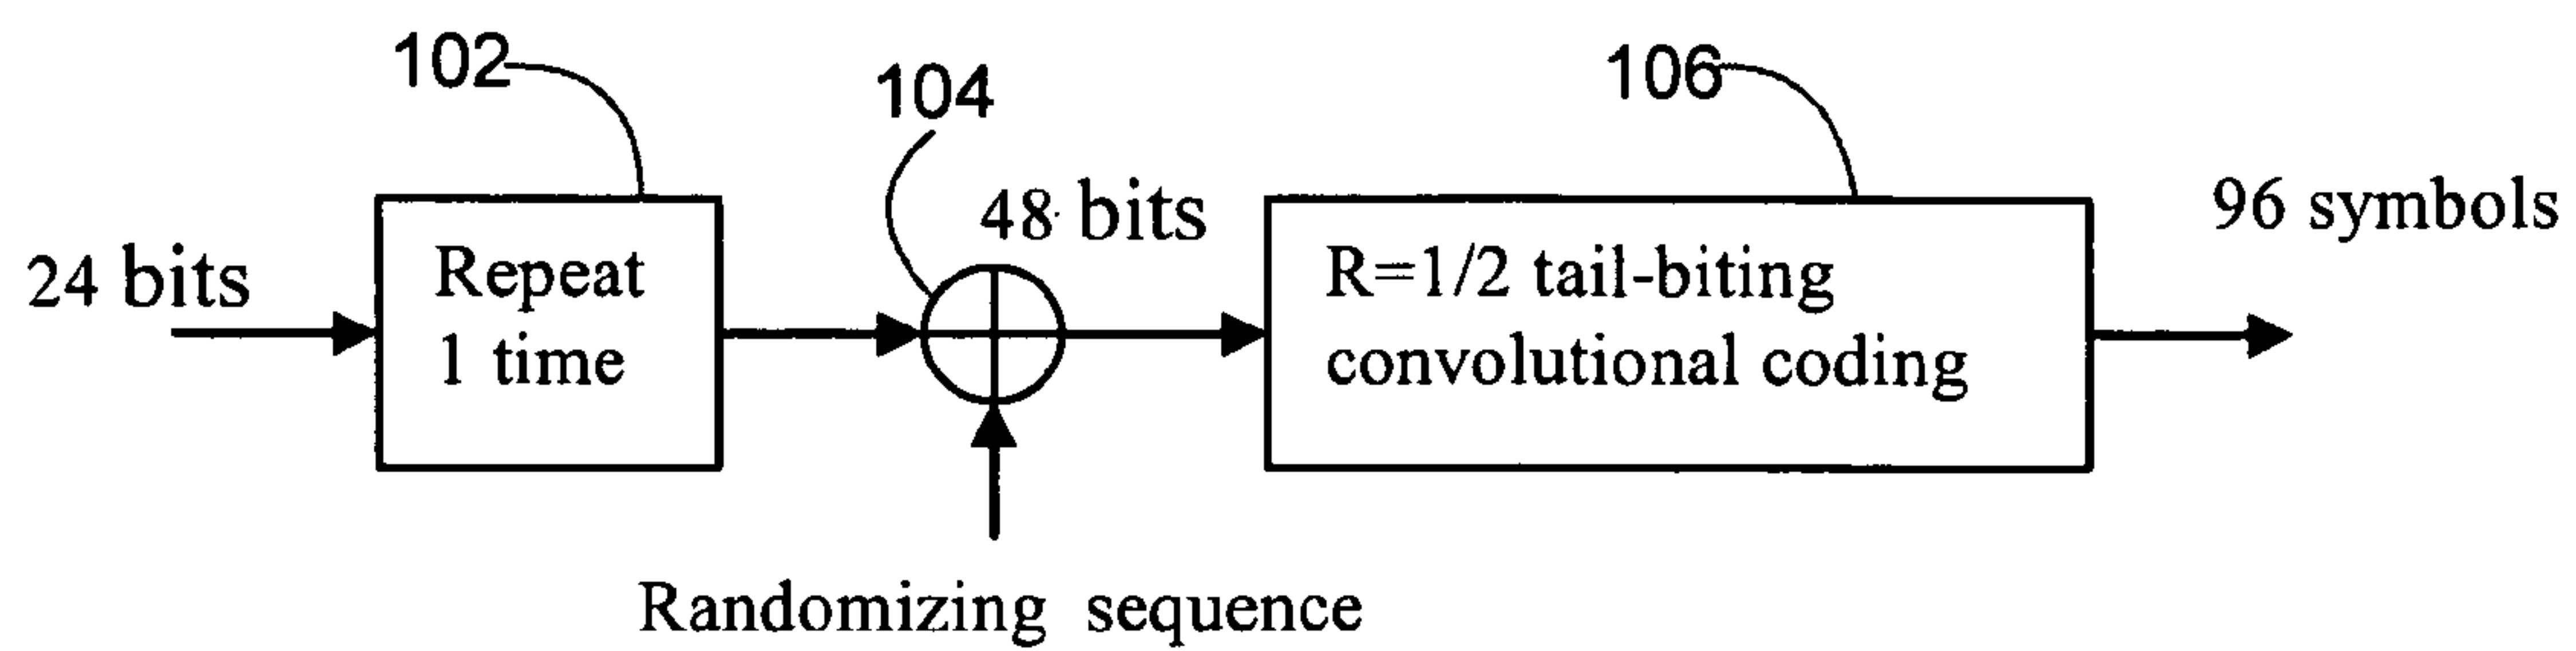 102
104
106
24 bits
Repeat
1 time
48 bits
R=1/2 tail-biting
convolutional coding
96 symbols
Randomizing sequence